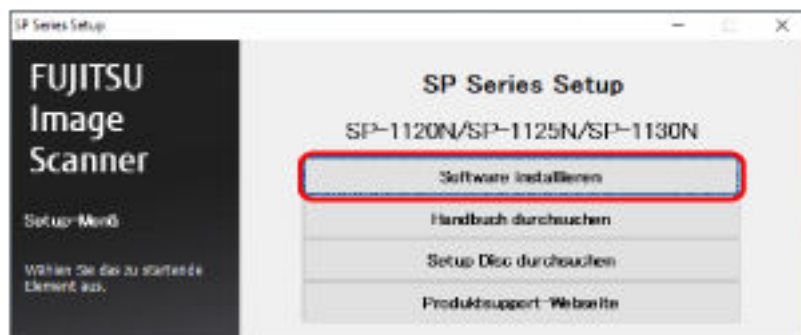 SP Series Setup
FUJITSU
Image
Scanner
Setup-Menü
Wählen Sie das zu startende
Element aus.
SP Series Setup
SP-1120N/SP-1125N/SP-1130N
Software installieren
Handbuch durchsuchen
Setup Disc durchsuchen
Produktsupport-Webseite